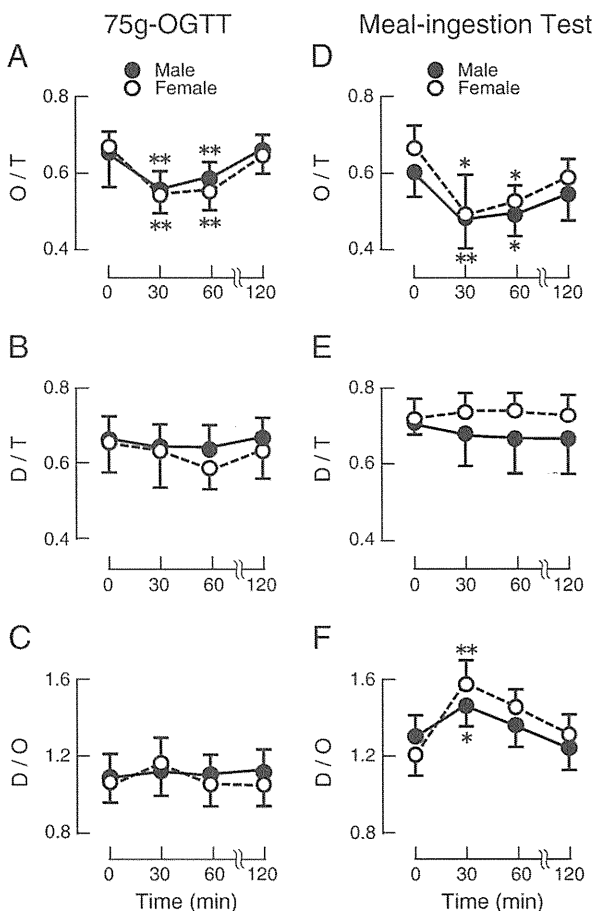 75g-OGTT
Meal-ingestion Test
A
Male
Female
O / T
0.8
0.6
0.4
** **
** **
0 30 60 120
D
Male
Female
O / T
0.8
0.6
0.4
* *
** *
0 30 60 120
B
D / T
0.8
0.6
0.4
0 30 60 120
E
D / T
0.8
0.6
0.4
0 30 60 120
C
D / O
1.6
1.2
0.8
0 30 60 120
Time (min)
F
D / O
1.6
1.2
0.8
**
*
0 30 60 120
Time (min)